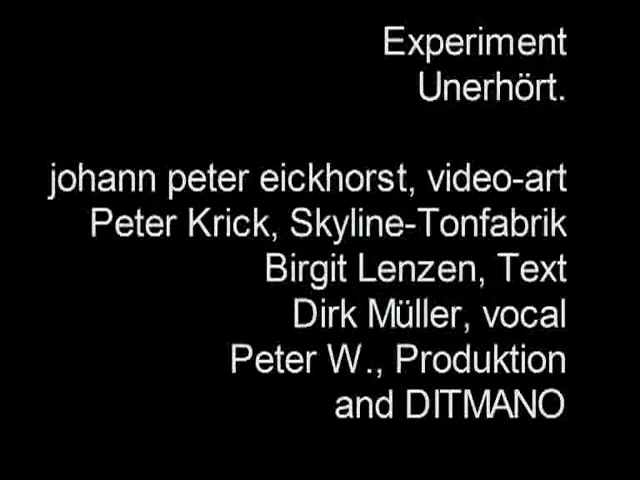 Experiment
Unerhört.
johann peter eickhorst, video-art
Peter Krick, Skyline-Tonfabrik
Birgit Lenzen, Text
Dirk Müller, vocal
Peter W., Produktion
and DITMANO